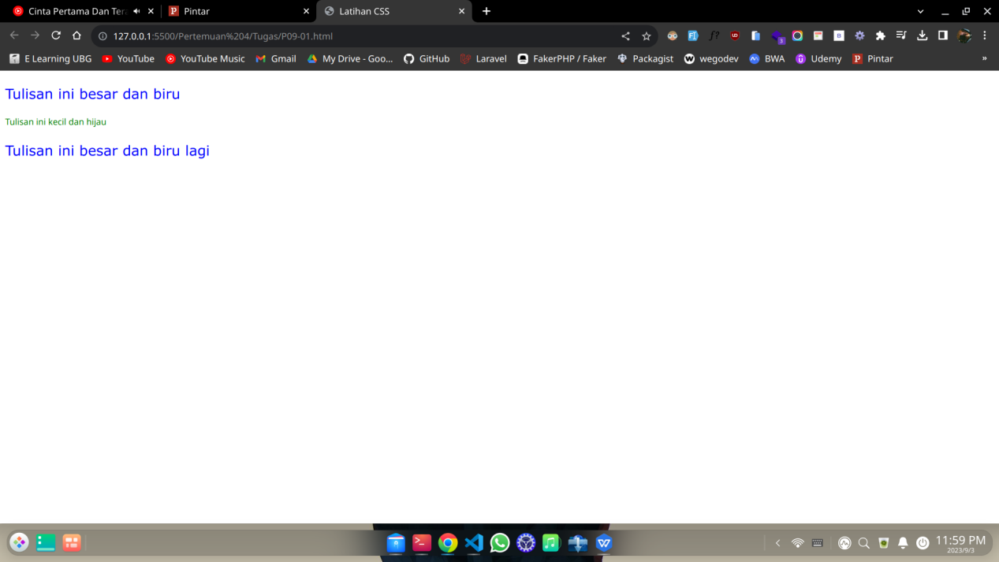 Cinta Pertama Dan Tera
Pintar
Latihan CSS
127.0.0.1:5500/Pertemuan%204/Tugas/P09-01.html
E Learning UBG
YouTube
YouTube Music
Gmail
My Drive - Goo...
GitHub
Laravel
FakerPHP / Faker
Packagist
wegodev
BWA
Udemy
Pintar
»
Tulisan ini besar dan biru
Tulisan ini kecil dan hijau
Tulisan ini besar dan biru lagi
11:59 PM
2023/9/3